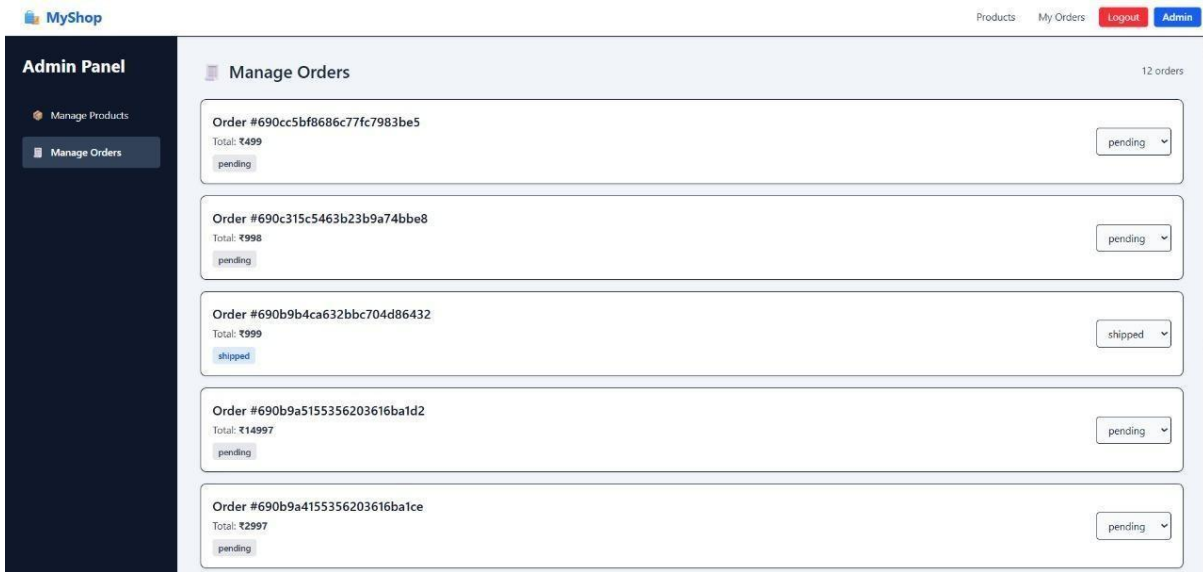 MyShop
Products My Orders Logout Admin
Admin Panel
Manage Products
Manage Orders
Manage Orders
12 orders
Order #690cc5bf8686c77fc7983be5
Total: ₹499
pending
pending
Order #690c315c5463b23b9a74bbe8
Total: ₹998
pending
pending
Order #690b9b4ca632bbc704d86432
Total: ₹999
shipped
shipped
Order #690b9a5155356203616ba1d2
Total: ₹14997
pending
pending
Order #690b9a4155356203616ba1ce
Total: ₹2997
pending
pending